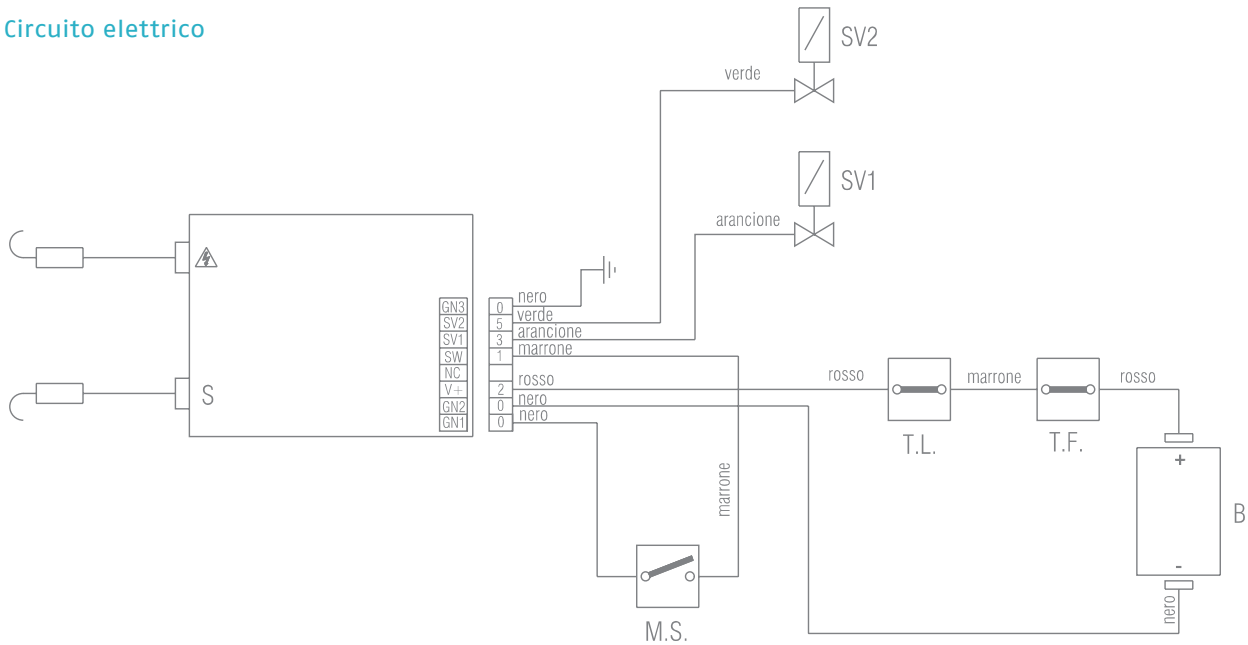 Circuito elettrico
SV2
verde
SV1
arancione
nero
GN3 0
verde
SV2 5
arancione
SV1 3
marrone
SW 1
NC
rosso
V+ 2
nero
GN2 0
nero
GN1 0
S
rosso
marrone
rosso
T.L.
T.F.
+
B
-
marrone
nero
M.S.